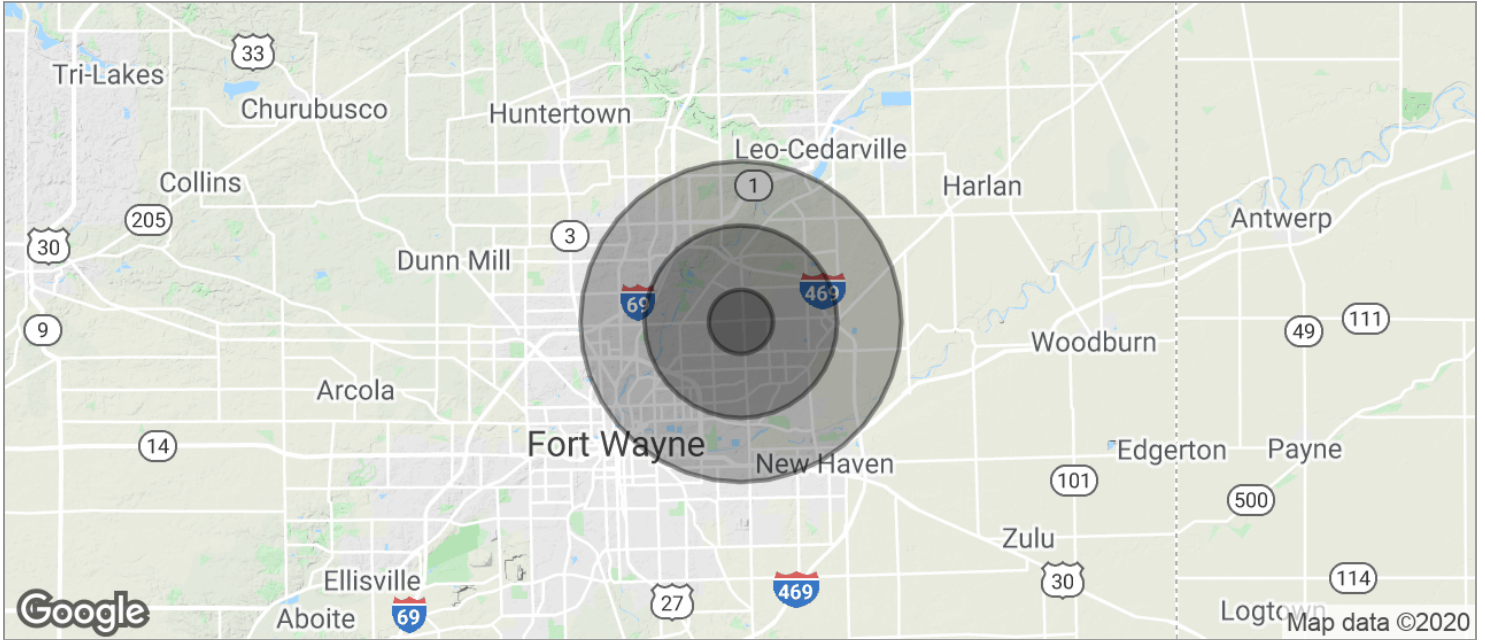 33
Tri-Lakes
Churubusco
Huntertown
Leo-Cedarville
1
Collins
Harlan
205
Antwerp
3
30
Dunn Mill
69
469
9
49
111
Woodburn
Arcola
Fort Wayne
14
New Haven
Edgerton
Payne
101
500
Zulu
Ellisville
30
114
469
27
69
Aboite
Google
Logtown
Map data ©2020